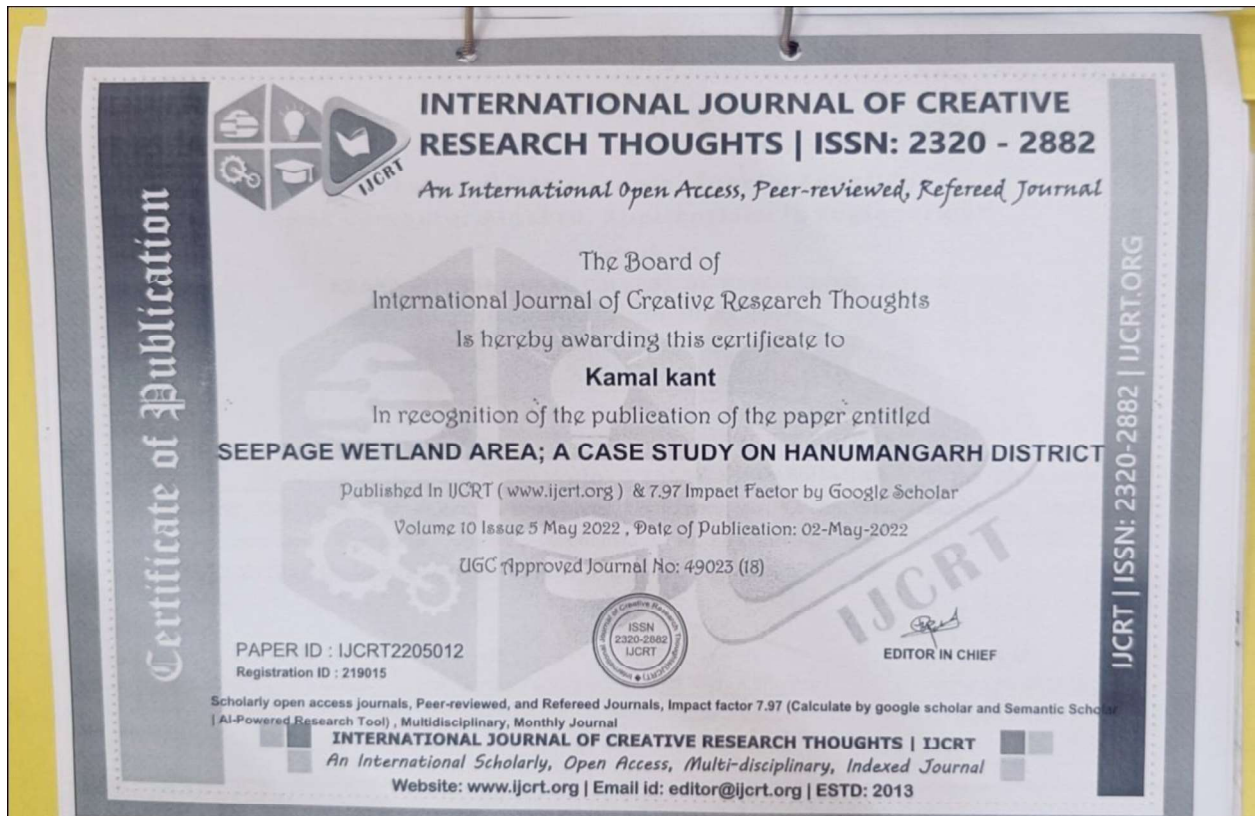 INTERNATIONAL JOURNAL OF CREATIVE
RESEARCH THOUGHTS | ISSN: 2320 - 2882
An International Open Access, Peer-reviewed, Refereed Journal
IJCRT
Certificate of Publication
The Board of
International Journal of Creative Research Thoughts
Is hereby awarding this certificate to
Kamal kant
In recognition of the publication of the paper entitled
SEEPAGE WETLAND AREA; A CASE STUDY ON HANUMANGARH DISTRICT
Published In IJCRT ( www.ijcrt.org ) & 7.97 Impact Factor by Google Scholar
Volume 10 Issue 5 May 2022 , Date of Publication: 02-May-2022
UGC Approved Journal No: 49023 (18)
IJCRT
ISSN
2320-2882
IJCRT
PAPER ID : IJCRT2205012
Registration ID : 219015
EDITOR IN CHIEF
IJCRT | ISSN: 2320-2882 | IJCRT.ORG
Scholarly open access journals, Peer-reviewed, and Refereed Journals, Impact factor 7.97 (Calculate by google scholar and Semantic Scholar
| AI-Powered Research Tool) , Multidisciplinary, Monthly Journal
INTERNATIONAL JOURNAL OF CREATIVE RESEARCH THOUGHTS | IJCRT
An International Scholarly, Open Access, Multi-disciplinary, Indexed Journal
Website: www.ijcrt.org | Email id: editor@ijcrt.org | ESTD: 2013